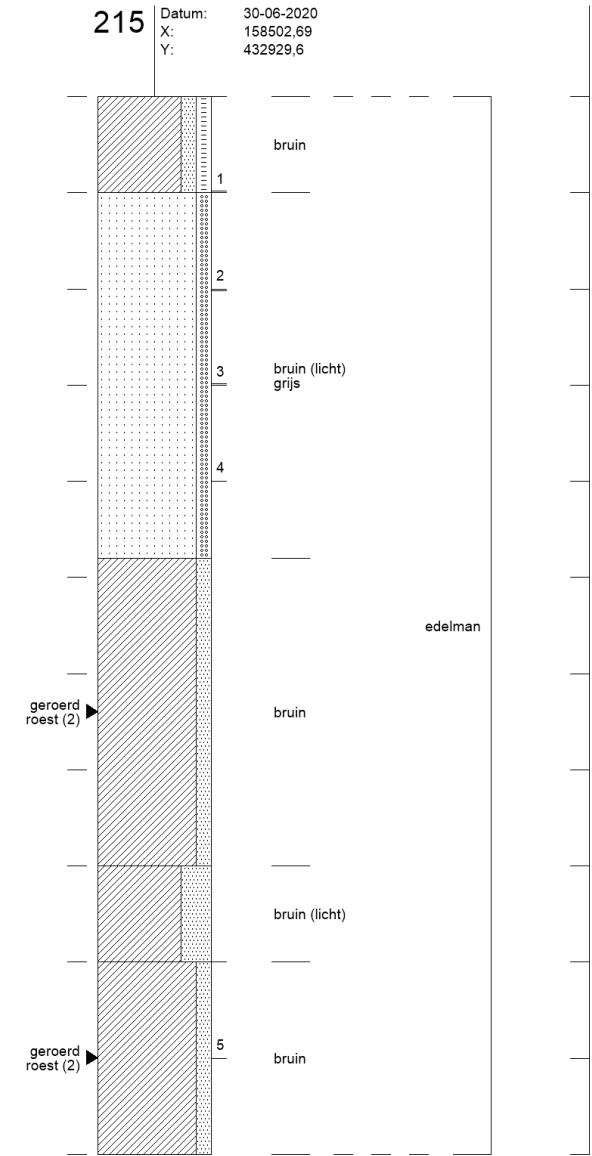 215
Datum: 30-06-2020
X: 158502,69
Y: 432929,6
bruin
1
2
3
bruin (licht)
grijs
4
edelman
geroerd
roest (2)
bruin
bruin (licht)
5
geroerd
roest (2)
bruin